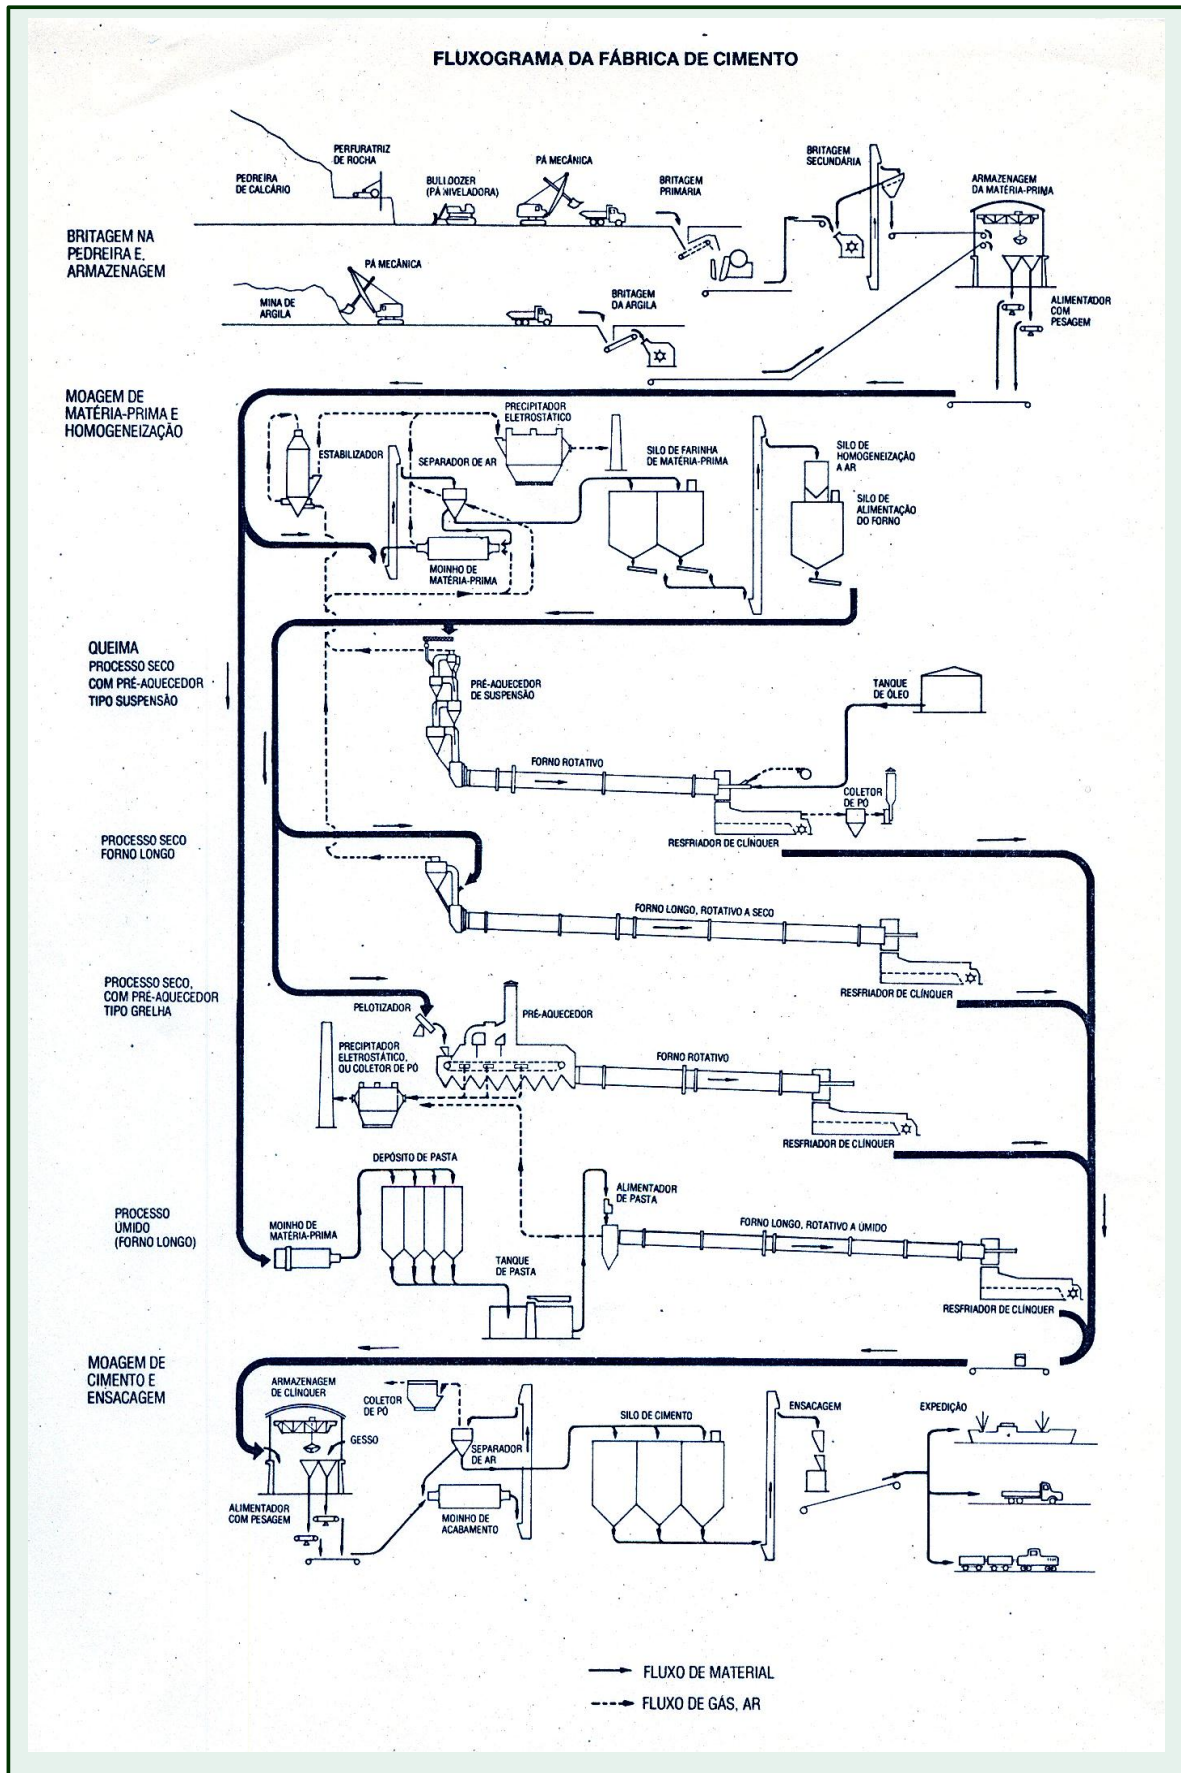 FLUXOGRAMA DA FÁBRICA DE CIMENTO
PERFURATRIZ
DE ROCHA
PEDREIRA
DE CALCÁRIO
BULLDOZER
(PÁ NIVELADORA)
PÁ MECÂNICA
BRITAGEM
PRIMÁRIA
BRITAGEM
SECUNDÁRIA
ARMAZENAGEM
DA MATÉRIA-PRIMA
BRITAGEM NA
PEDREIRA E
ARMAZENAGEM
PÁ MECÂNICA
MINA DE
ARGILA
BRITAGEM
DA ARGILA
ALIMENTADOR
COM
PESAGEM
MOAGEM DE
MATÉRIA-PRIMA E
HOMOGENEIZAÇÃO
ESTABILIZADOR
SEPARADOR DE AR
PRECIPITADOR
ELETROSTÁTICO
SILO DE FARINHA
DE MATÉRIA-PRIMA
SILO DE
HOMOGENEIZAÇÃO
A AR
SILO DE
ALIMENTAÇÃO
DO FORNO
MOINHO DE
MATÉRIA-PRIMA
QUEIMA
PROCESSO SECO
COM PRÉ-AQUECEDOR
TIPO SUSPENSÃO
PRÉ-AQUECEDOR
DE SUSPENSÃO
TANQUE
DE ÓLEO
FORNO ROTATIVO
COLETOR
DE PÓ
RESFRIADOR DE CLÍNQUER
PROCESSO SECO
FORNO LONGO
FORNO LONGO, ROTATIVO A SECO
RESFRIADOR DE CLÍNQUER
PROCESSO SECO,
COM PRÉ-AQUECEDOR
TIPO GRELHA
PELOTIZADOR
PRÉ-AQUECEDOR
PRECIPITADOR
ELETROSTÁTICO,
OU COLETOR DE PÓ
FORNO ROTATIVO
RESFRIADOR DE CLÍNQUER
DEPÓSITO DE PASTA
PROCESSO
ÚMIDO
(FORNO LONGO)
MOINHO DE
MATÉRIA-PRIMA
TANQUE
DE PASTA
ALIMENTADOR
DE PASTA
FORNO LONGO, ROTATIVO A ÚMIDO
RESFRIADOR DE CLÍNQUER
MOAGEM DE
CIMENTO E
ENSACAGEM
ARMAZENAGEM
DE CLÍNQUER
GESSO
COLETOR
DE PÓ
SEPARADOR
DE AR
SILO DE CIMENTO
ENSACAGEM
EXPEDIÇÃO
ALIMENTADOR
COM PESAGEM
MOINHO DE
ACABAMENTO
FLUXO DE MATERIAL
FLUXO DE GÁS, AR